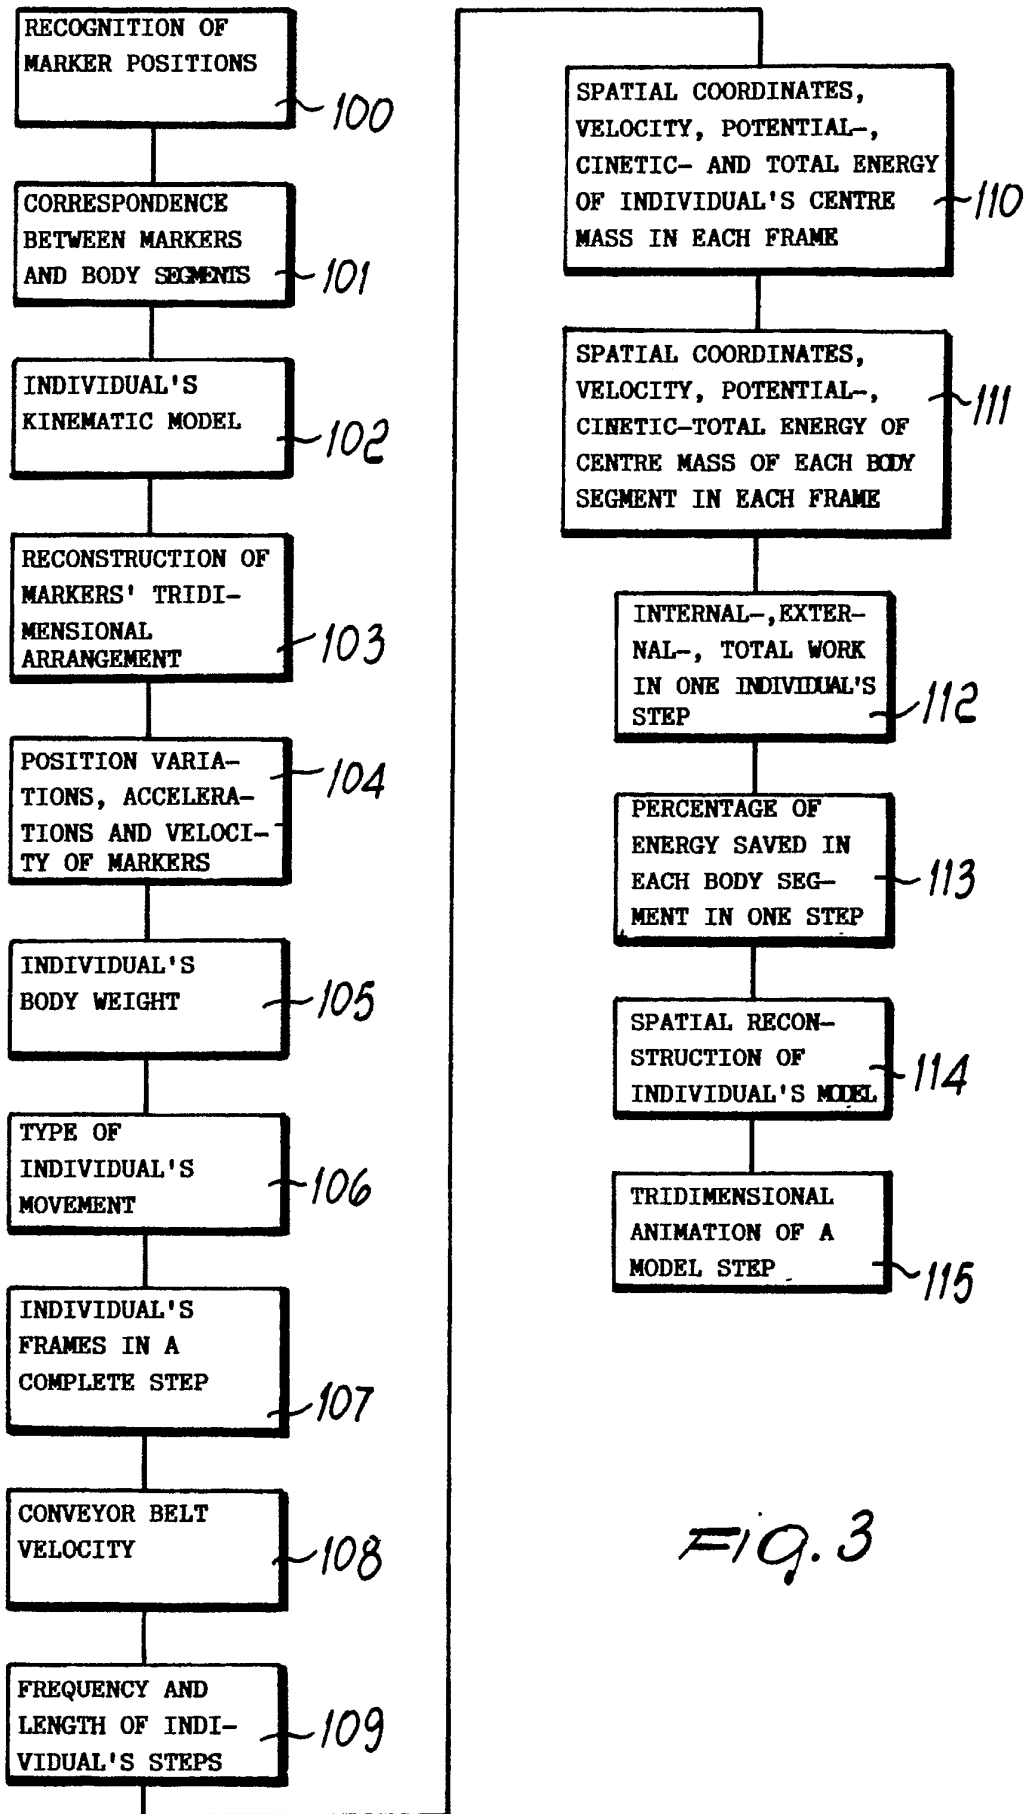 RECOGNITION OF
MARKER POSITIONS
100
CORRESPONDENCE
BETWEEN MARKERS
AND BODY SEGMENTS
101
INDIVIDUAL'S
KINEMATIC MODEL
102
RECONSTRUCTION OF
MARKERS' TRIDI-
MENSIONAL
ARRANGEMENT
103
POSITION VARIA-
TIONS, ACCELERA-
TIONS AND VELOCI-
TY OF MARKERS
104
INDIVIDUAL'S
BODY WEIGHT
105
TYPE OF
INDIVIDUAL'S
MOVEMENT
106
INDIVIDUAL'S
FRAMES IN A
COMPLETE STEP
107
CONVEYOR BELT
VELOCITY
108
FREQUENCY AND
LENGTH OF INDI-
VIDUAL'S STEPS
109
SPATIAL COORDINATES,
VELOCITY, POTENTIAL-,
CINETIC- AND TOTAL ENERGY
OF INDIVIDUAL'S CENTRE
MASS IN EACH FRAME
110
SPATIAL COORDINATES,
VELOCITY, POTENTIAL-,
CINETIC-TOTAL ENERGY OF
CENTRE MASS OF EACH BODY
SEGMENT IN EACH FRAME
111
INTERNAL-,EXTER-
NAL-, TOTAL WORK
IN ONE INDIVIDUAL'S
STEP
112
PERCENTAGE OF
ENERGY SAVED IN
EACH BODY SEG-
MENT IN ONE STEP
113
SPATIAL RECON-
STRUCTION OF
INDIVIDUAL'S MODEL
114
TRIDIMENSIONAL
ANIMATION OF A
MODEL STEP
115
FIG. 3